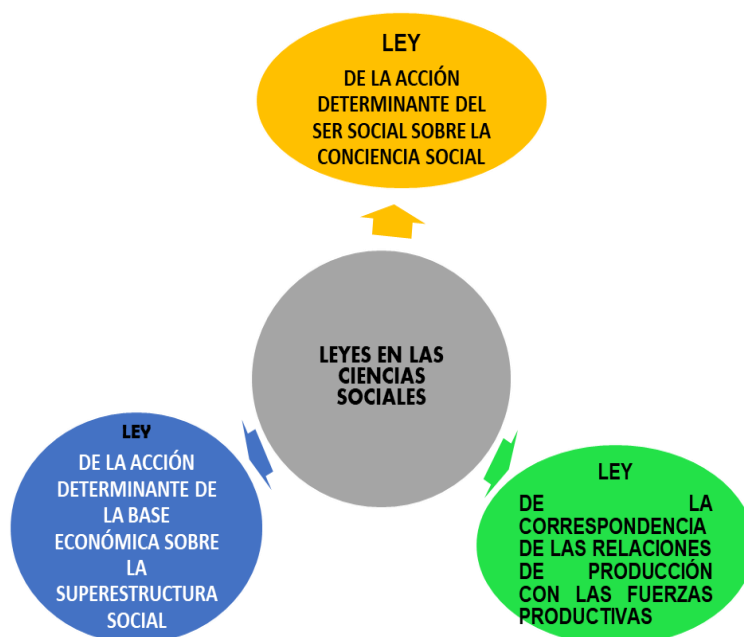 LEY
DE LA ACCIÓN
DETERMINANTE DEL
SER SOCIAL SOBRE LA
CONCIENCIA SOCIAL
LEYES EN LAS
CIENCIAS
SOCIALES
LEY
DE LA ACCIÓN
DETERMINANTE DE
LA BASE
ECONÓMICA SOBRE
LA
SUPERESTRUCTURA
SOCIAL
LEY
DE LA
CORRESPONDENCIA
DE LAS RELACIONES
DE PRODUCCIÓN
CON LAS FUERZAS
PRODUCTIVAS